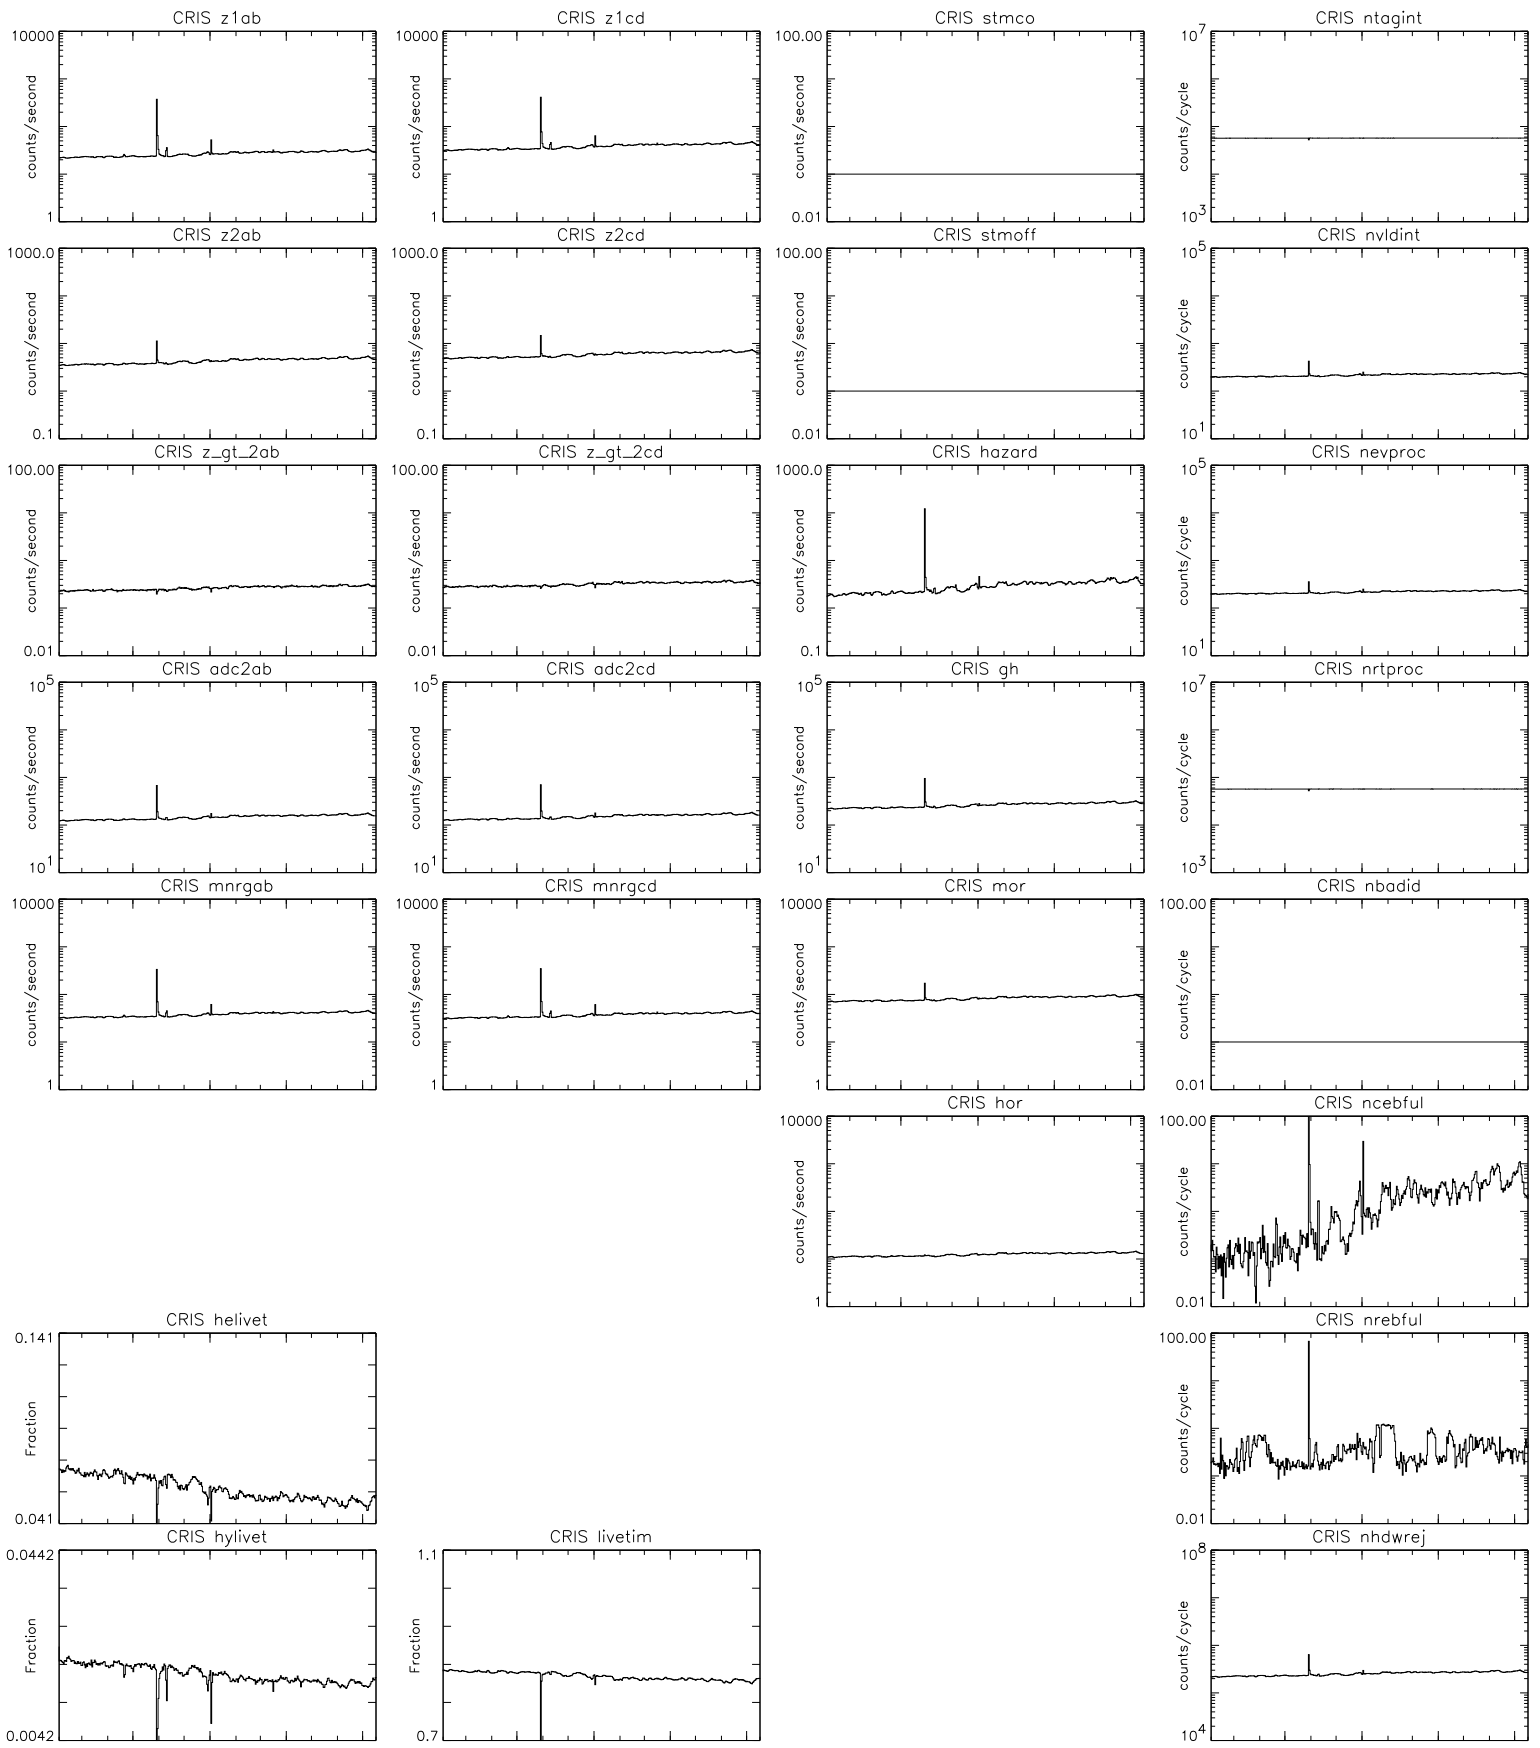 CRIS z1ab
10000
counts/second
1
CRIS z1cd
10000
counts/second
1
CRIS stmco
100.00
counts/second
0.01
CRIS ntagint
10^7
counts/cycle
10^3
CRIS z2ab
1000.0
counts/second
0.1
CRIS z2cd
1000.0
counts/second
0.1
CRIS stmoff
100.00
counts/second
0.01
CRIS nvldint
10^5
counts/cycle
10^1
CRIS z_gt_2ab
100.00
counts/second
0.01
CRIS z_gt_2cd
100.00
counts/second
0.01
CRIS hazard
1000.0
counts/second
0.1
CRIS nevproc
10^5
counts/cycle
10^1
CRIS adc2ab
10^5
counts/second
10^1
CRIS adc2cd
10^5
counts/second
10^1
CRIS gh
10^5
counts/second
10^1
CRIS nrtproc
10^7
counts/cycle
10^3
CRIS mnrgab
10000
counts/second
1
CRIS mnrgcd
10000
counts/second
1
CRIS mor
10000
counts/second
1
CRIS nbadid
100.00
counts/cycle
0.01
CRIS hor
10000
counts/second
1
CRIS ncebful
100.00
counts/cycle
0.01
CRIS helivet
0.141
Fraction
0.041
CRIS nrebful
100.00
counts/cycle
0.01
CRIS hylivet
0.0442
Fraction
0.0042
CRIS livetim
1.1
Fraction
0.7
CRIS nhdwrej
10^8
counts/cycle
10^4